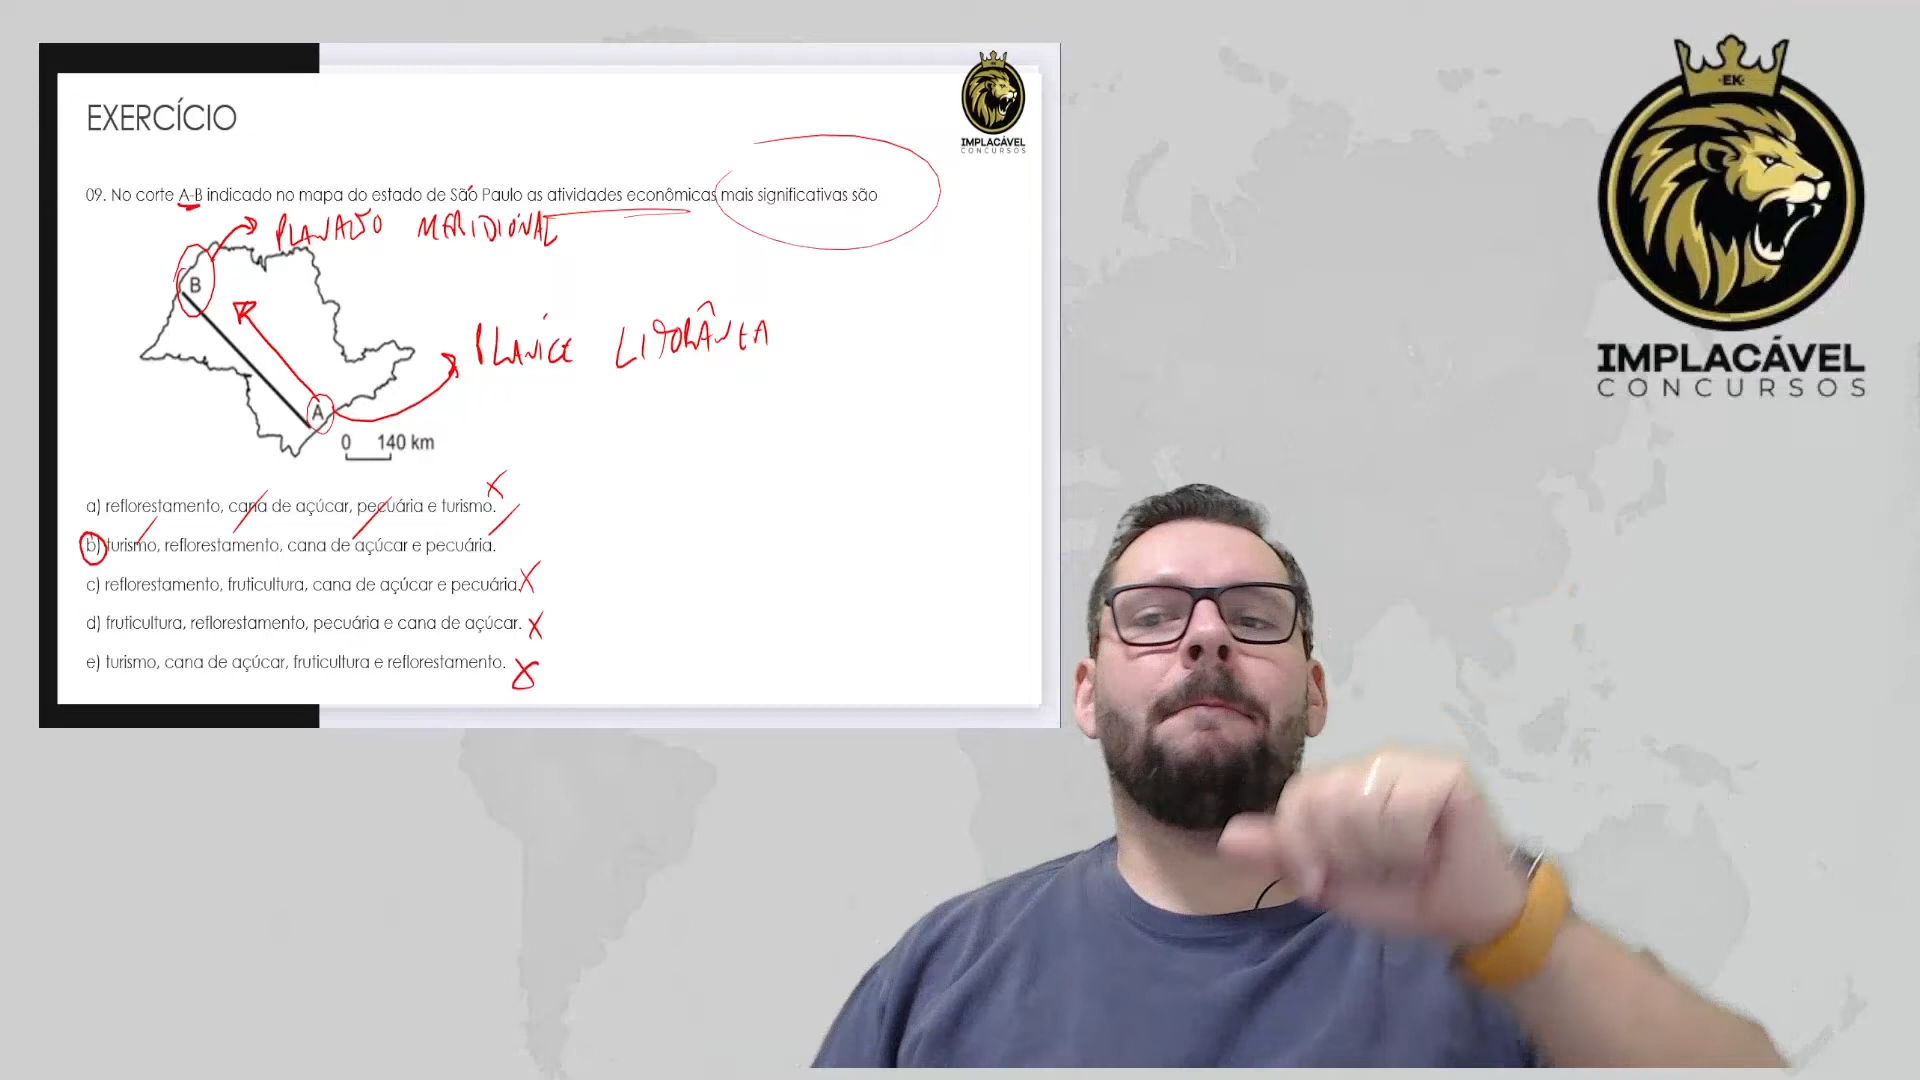 EXERCÍCIO
IMPLACÁVEL
CONCURSOS
09. No corte A-B indicado no mapa do estado de São Paulo as atividades econômicas mais significativas são
PLANALTO MERIDIONAL
B
PLANÍCE LITORÂNEA
A
0 140 km
a) reflorestamento, cana de açúcar, pecuária e turismo.
b) turismo, reflorestamento, cana de açúcar e pecuária.
c) reflorestamento, fruticultura, cana de açúcar e pecuária.
d) fruticultura, reflorestamento, pecuária e cana de açúcar.
e) turismo, cana de açúcar, fruticultura e reflorestamento.
EK
IMPLACÁVEL
CONCURSOS